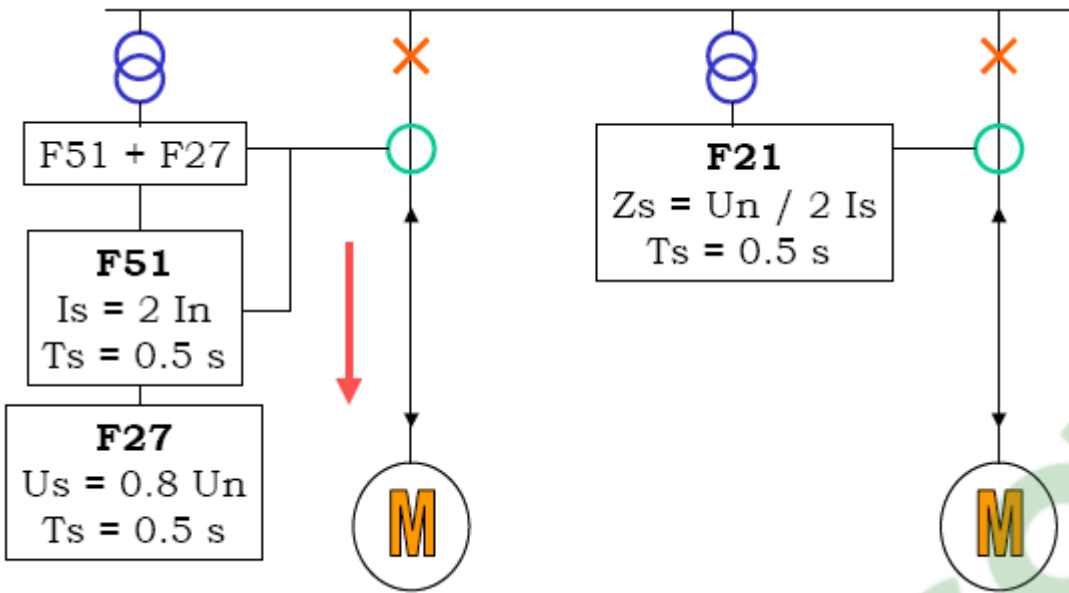 F51 + F27
F51
Is = 2 In
Ts = 0.5 s
F27
Us = 0.8 Un
Ts = 0.5 s
M
F21
Zs = Un / 2 Is
Ts = 0.5 s
M